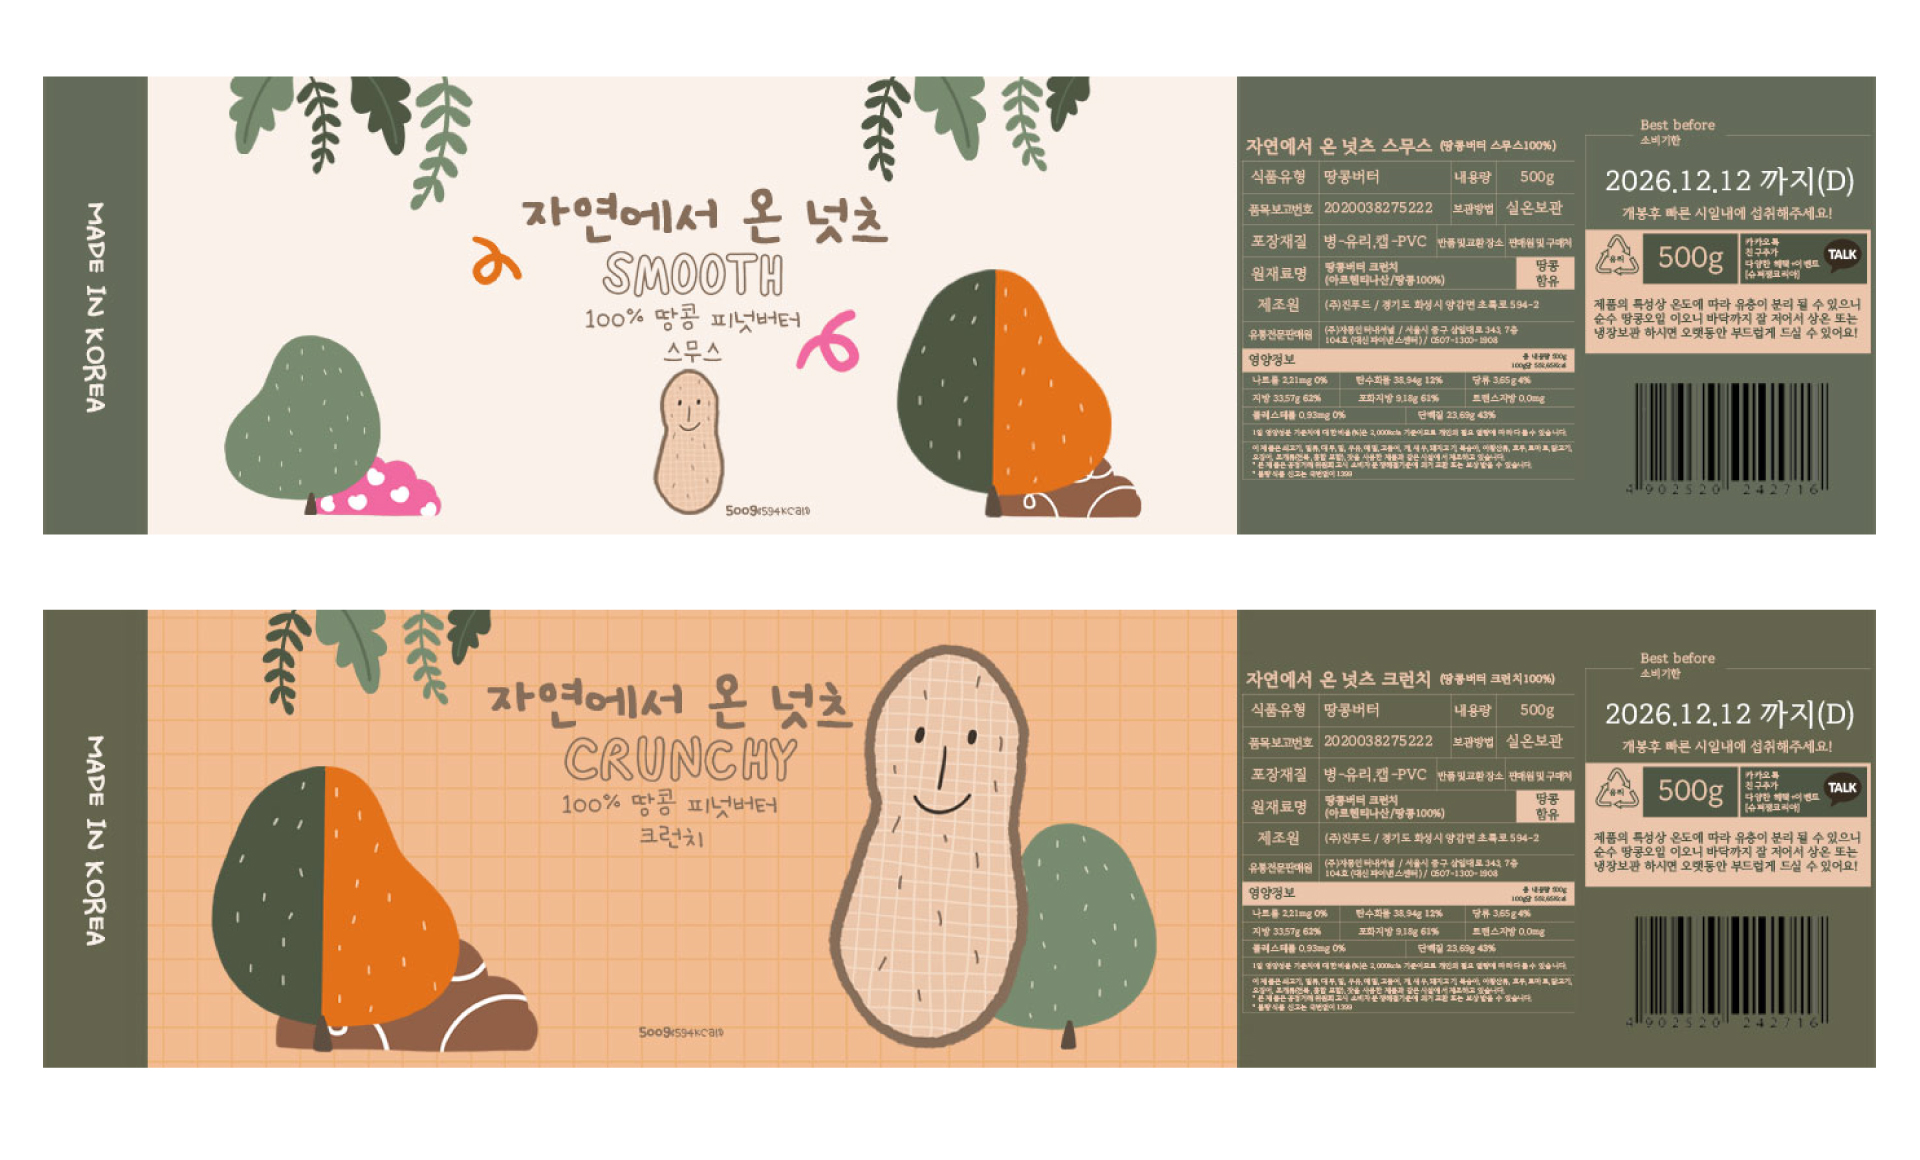 MADE IN KOREA
자연에서 온 넛츠
SMOOTH
100% 땅콩 피넛버터
스무스
500g(594Kcal)
자연에서 온 넛츠 스무스 (땅콩버터 스무스100%)
식품유형 땅콩버터 내용량 500g
품목보고번호 2020038275222 보관방법 실온보관
포장재질 병-유리,캡-PVC 반품및교환장소 판매원및구매처
원재료명 땅콩버터 크런치
(아르헨티나산/땅콩100%)
땅콩
함유
제조원 (주)진푸드 / 경기도 화성시 양감면 초록로 594-2
유통전문판매원 (주)자몽인터내셔널 / 서울시 중구 삼일대로 343, 7층
104호 (대신파이낸스센터) / 0507-1300-1908
영양정보 총 내용량 500g
나트륨 2,21mg 0% 탄수화물 38,94g 12% 당류 3,65g 4%
지방 33,57g 62% 포화지방 9,18g 61% 트랜스지방 0,0mg
콜레스테롤 0,93mg 0% 단백질 23,69g 43%
* 불량식품 신고는 국번없이 1399
Best before
소비기한
2026.12.12 까지(D)
개봉후 빠른 시일내에 섭취해주세요!
유리
500g
카카오톡
친구추가
다양한 혜택+이벤트
[슈퍼잼코리아]
TALK
제품의 특성상 온도에 따라 유층이 분리 될 수 있으니
순수 땅콩오일 이오니 바닥까지 잘 저어서 상온 또는
냉장보관 하시면 오랫동안 부드럽게 드실 수 있어요!
4 902520 242716
MADE IN KOREA
자연에서 온 넛츠
CRUNCHY
100% 땅콩 피넛버터
크런치
500g(594Kcal)
자연에서 온 넛츠 크런치 (땅콩버터 크런치100%)
식품유형 땅콩버터 내용량 500g
품목보고번호 2020038275222 보관방법 실온보관
포장재질 병-유리,캡-PVC 반품및교환장소 판매원및구매처
원재료명 땅콩버터 크런치
(아르헨티나산/땅콩100%)
땅콩
함유
제조원 (주)진푸드 / 경기도 화성시 양감면 초록로 594-2
유통전문판매원 (주)자몽인터내셔널 / 서울시 중구 삼일대로 343, 7층
104호 (대신파이낸스센터) / 0507-1300-1908
영양정보 총 내용량 500g
나트륨 2,21mg 0% 탄수화물 38,94g 12% 당류 3,65g 4%
지방 33,57g 62% 포화지방 9,18g 61% 트랜스지방 0,0mg
콜레스테롤 0,93mg 0% 단백질 23,69g 43%
* 불량식품 신고는 국번없이 1399
Best before
소비기한
2026.12.12 까지(D)
개봉후 빠른 시일내에 섭취해주세요!
유리
500g
카카오톡
친구추가
다양한 혜택+이벤트
[슈퍼잼코리아]
TALK
제품의 특성상 온도에 따라 유층이 분리 될 수 있으니
순수 땅콩오일 이오니 바닥까지 잘 저어서 상온 또는
냉장보관 하시면 오랫동안 부드럽게 드실 수 있어요!
4 902520 242716